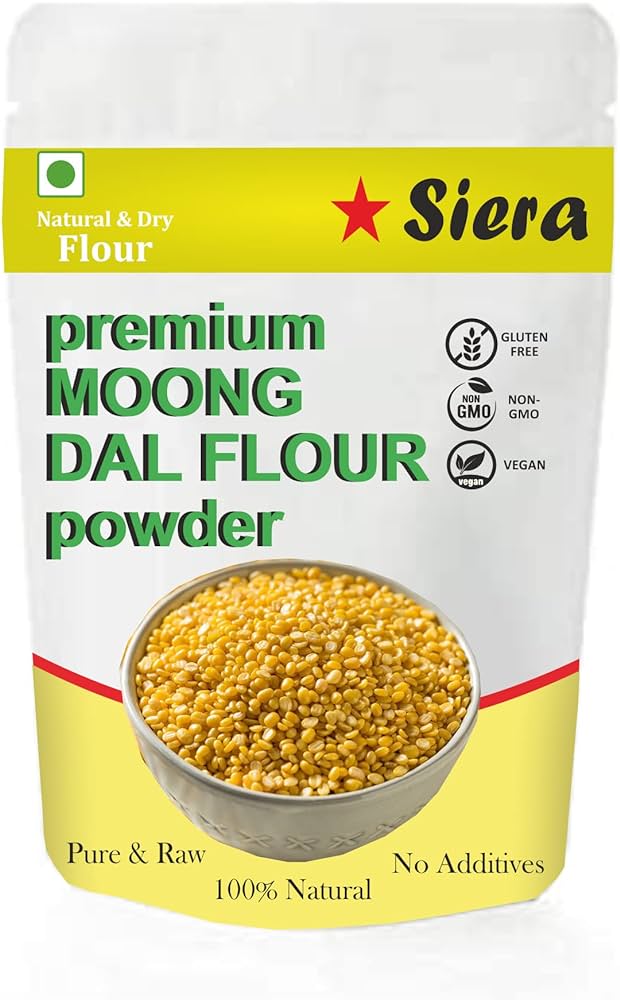 Natural & Dry
Flour
Siera
premium
MOONG
DAL FLOUR
powder
GLUTEN
FREE
NON
GMO
NON-
GMO
vegan
VEGAN
Pure & Raw
100% Natural
No Additives